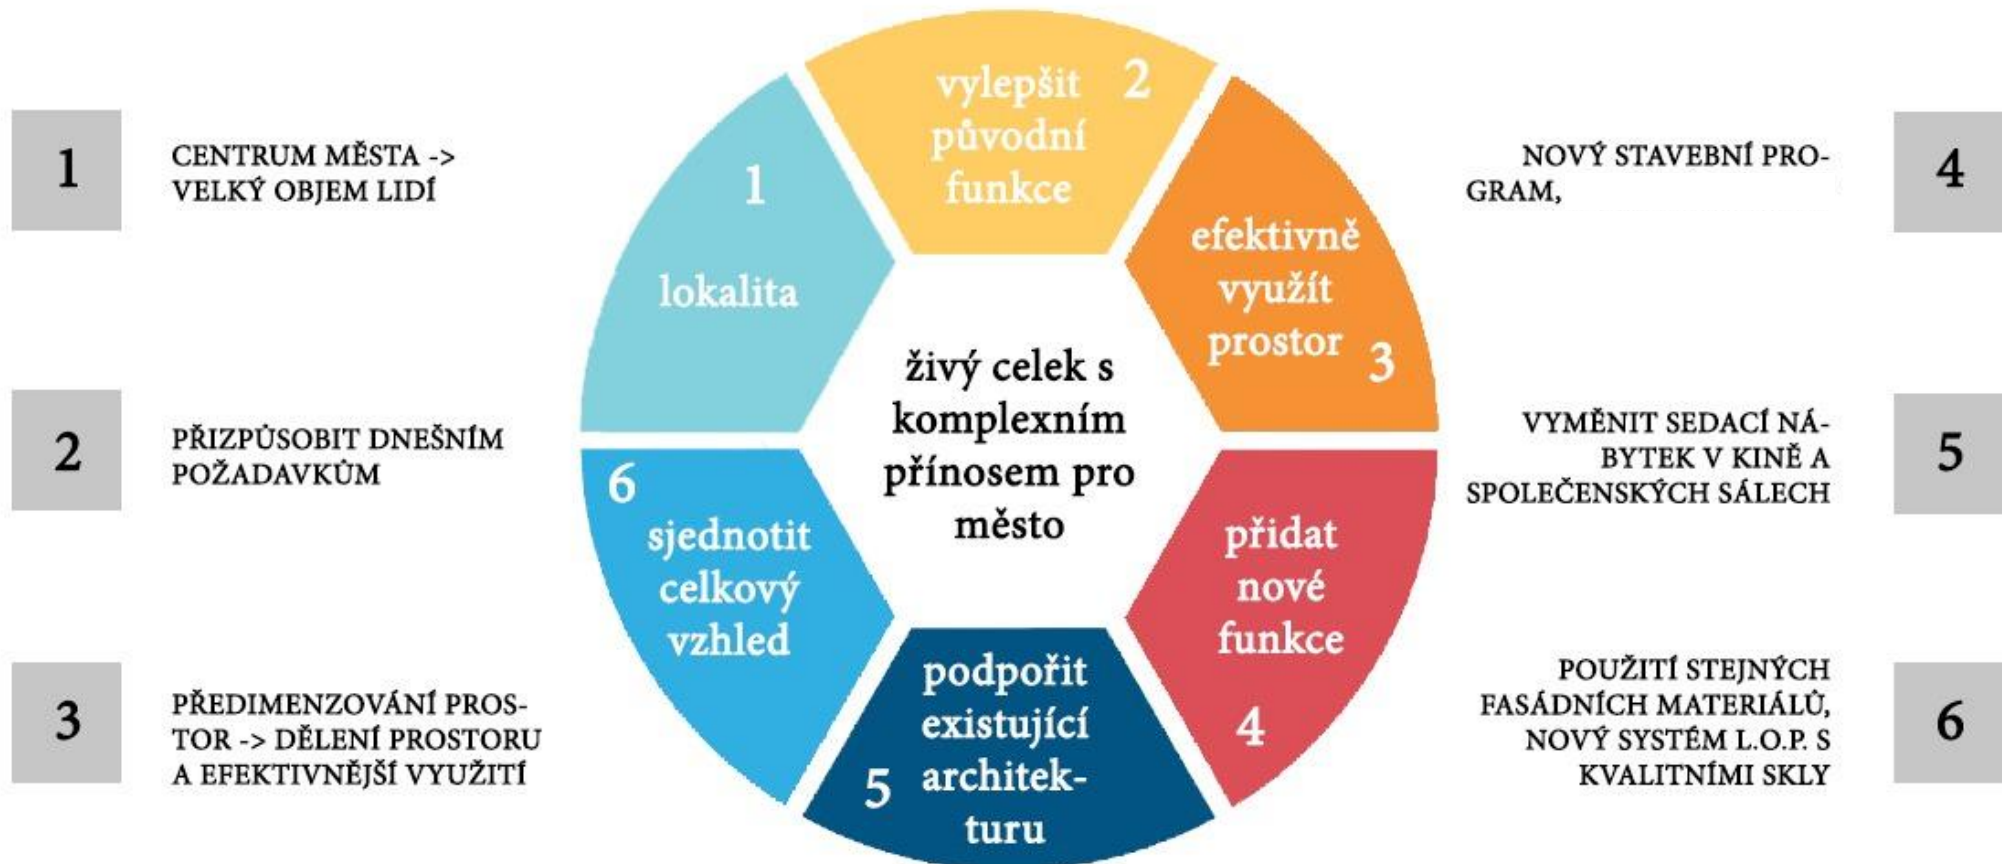 1
CENTRUM MĚSTA ->
VELKÝ OBJEM LIDÍ
2
PŘIZPŮSOBIT DNEŠNÍM
POŽADAVKŮM
3
PŘEDIMENZOVÁNÍ PROS-
TOR -> DĚLENÍ PROSTORU
A EFEKTIVNĚJŠÍ VYUŽITÍ
1
lokalita
vylepšit 2
původní
funkce
efektivně
využít
prostor 3
přidat
nové
funkce
4
podpořit
existující
5 architek-
turu
6
sjednotit
celkový
vzhled
živý celek s
komplexním
přínosem pro
město
NOVÝ STAVEBNÍ PRO-
GRAM,
4
VYMĚNIT SEDACÍ NÁ-
BYTEK V KINĚ A
SPOLEČENSKÝCH SÁLECH
5
POUŽITÍ STEJNÝCH
FASÁDNÍCH MATERIÁLŮ,
NOVÝ SYSTÉM L.O.P. S
KVALITNÍMI SKLY
6